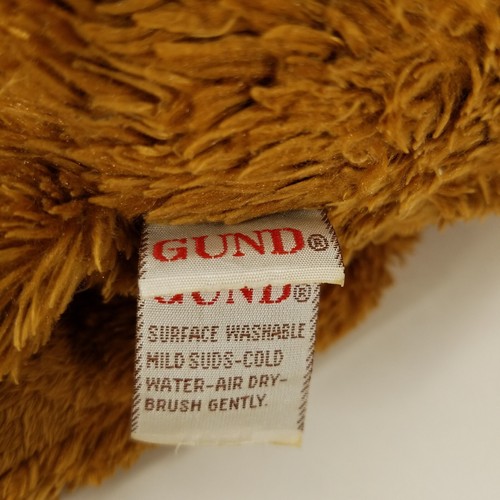 GUND®
GUND®
SURFACE WASHABLE
MILD SUDS-COLD
WATER-AIR DRY-
BRUSH GENTLY.